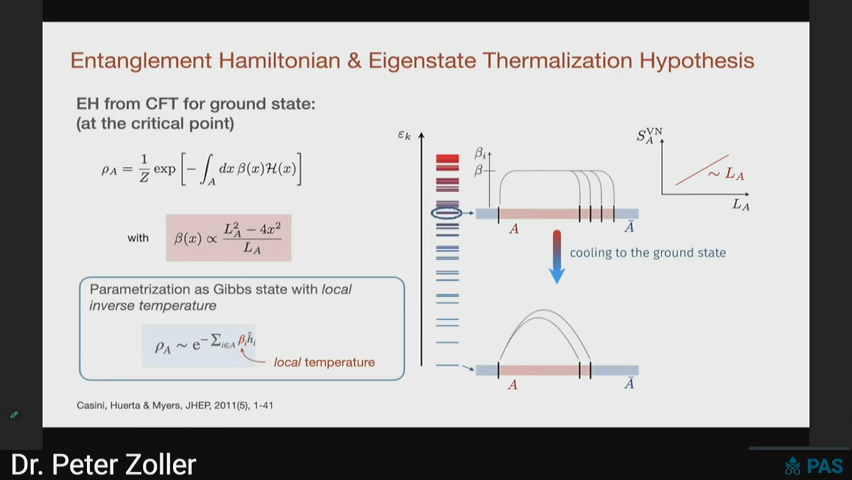 Entanglement Hamiltonian & Eigenstate Thermalization Hypothesis
EH from CFT for ground state:
(at the critical point)
ρ_A = 1/Z exp [ − ∫_A dx β(x)ℋ(x) ]
with β(x) ∝ (L_A² − 4x²) / L_A
Parametrization as Gibbs state with local
inverse temperature
ρ_A ~ e^{−∑_{i∈A} β_i ĥ_i}
local temperature
Casini, Huerta & Myers, JHEP, 2011(5), 1-41
ε_k
β_i
β
A Ā
S_A^{VN}
~ L_A
L_A
cooling to the ground state
A Ā
Dr. Peter Zoller
PAS